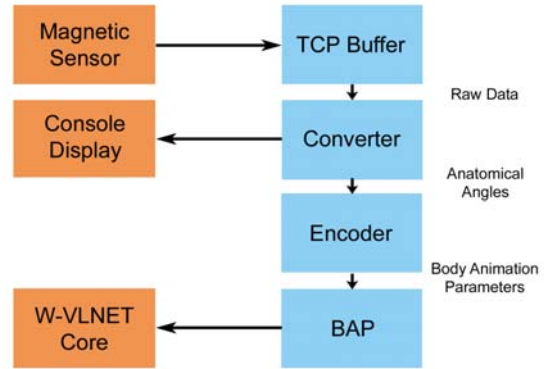 Magnetic
Sensor
TCP Buffer
Raw Data
Console
Display
Converter
Anatomical
Angles
Encoder
Body Animation
Parameters
W-VLNET
Core
BAP